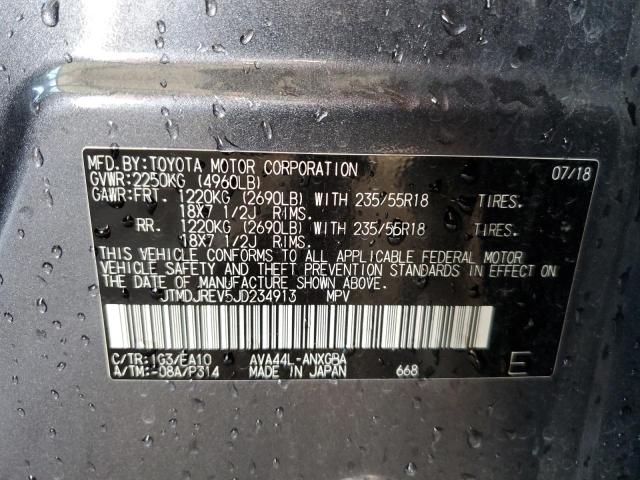 MFD.BY:TOYOTA MOTOR CORPORATION 07/18
GVWR:2250KG (4960LB)
GAWR:FRT. 1220KG (2690LB) WITH 235/55R18 TIRES.
18X7 1/2J RIMS.
RR. 1220KG (2690LB) WITH 235/55R18 TIRES.
18X7 1/2J RIMS.
THIS VEHICLE CONFORMS TO ALL APPLICABLE FEDERAL MOTOR
VEHICLE SAFETY AND THEFT PREVENTION STANDARDS IN EFFECT ON
THE DATE OF MANUFACTURE SHOWN ABOVE.
JTMDJREV5JD234913 MPV
C/TR:1G3/EA10 AVA44L-ANXGBA
A/TM:-08A/P314 MADE IN JAPAN 668 E